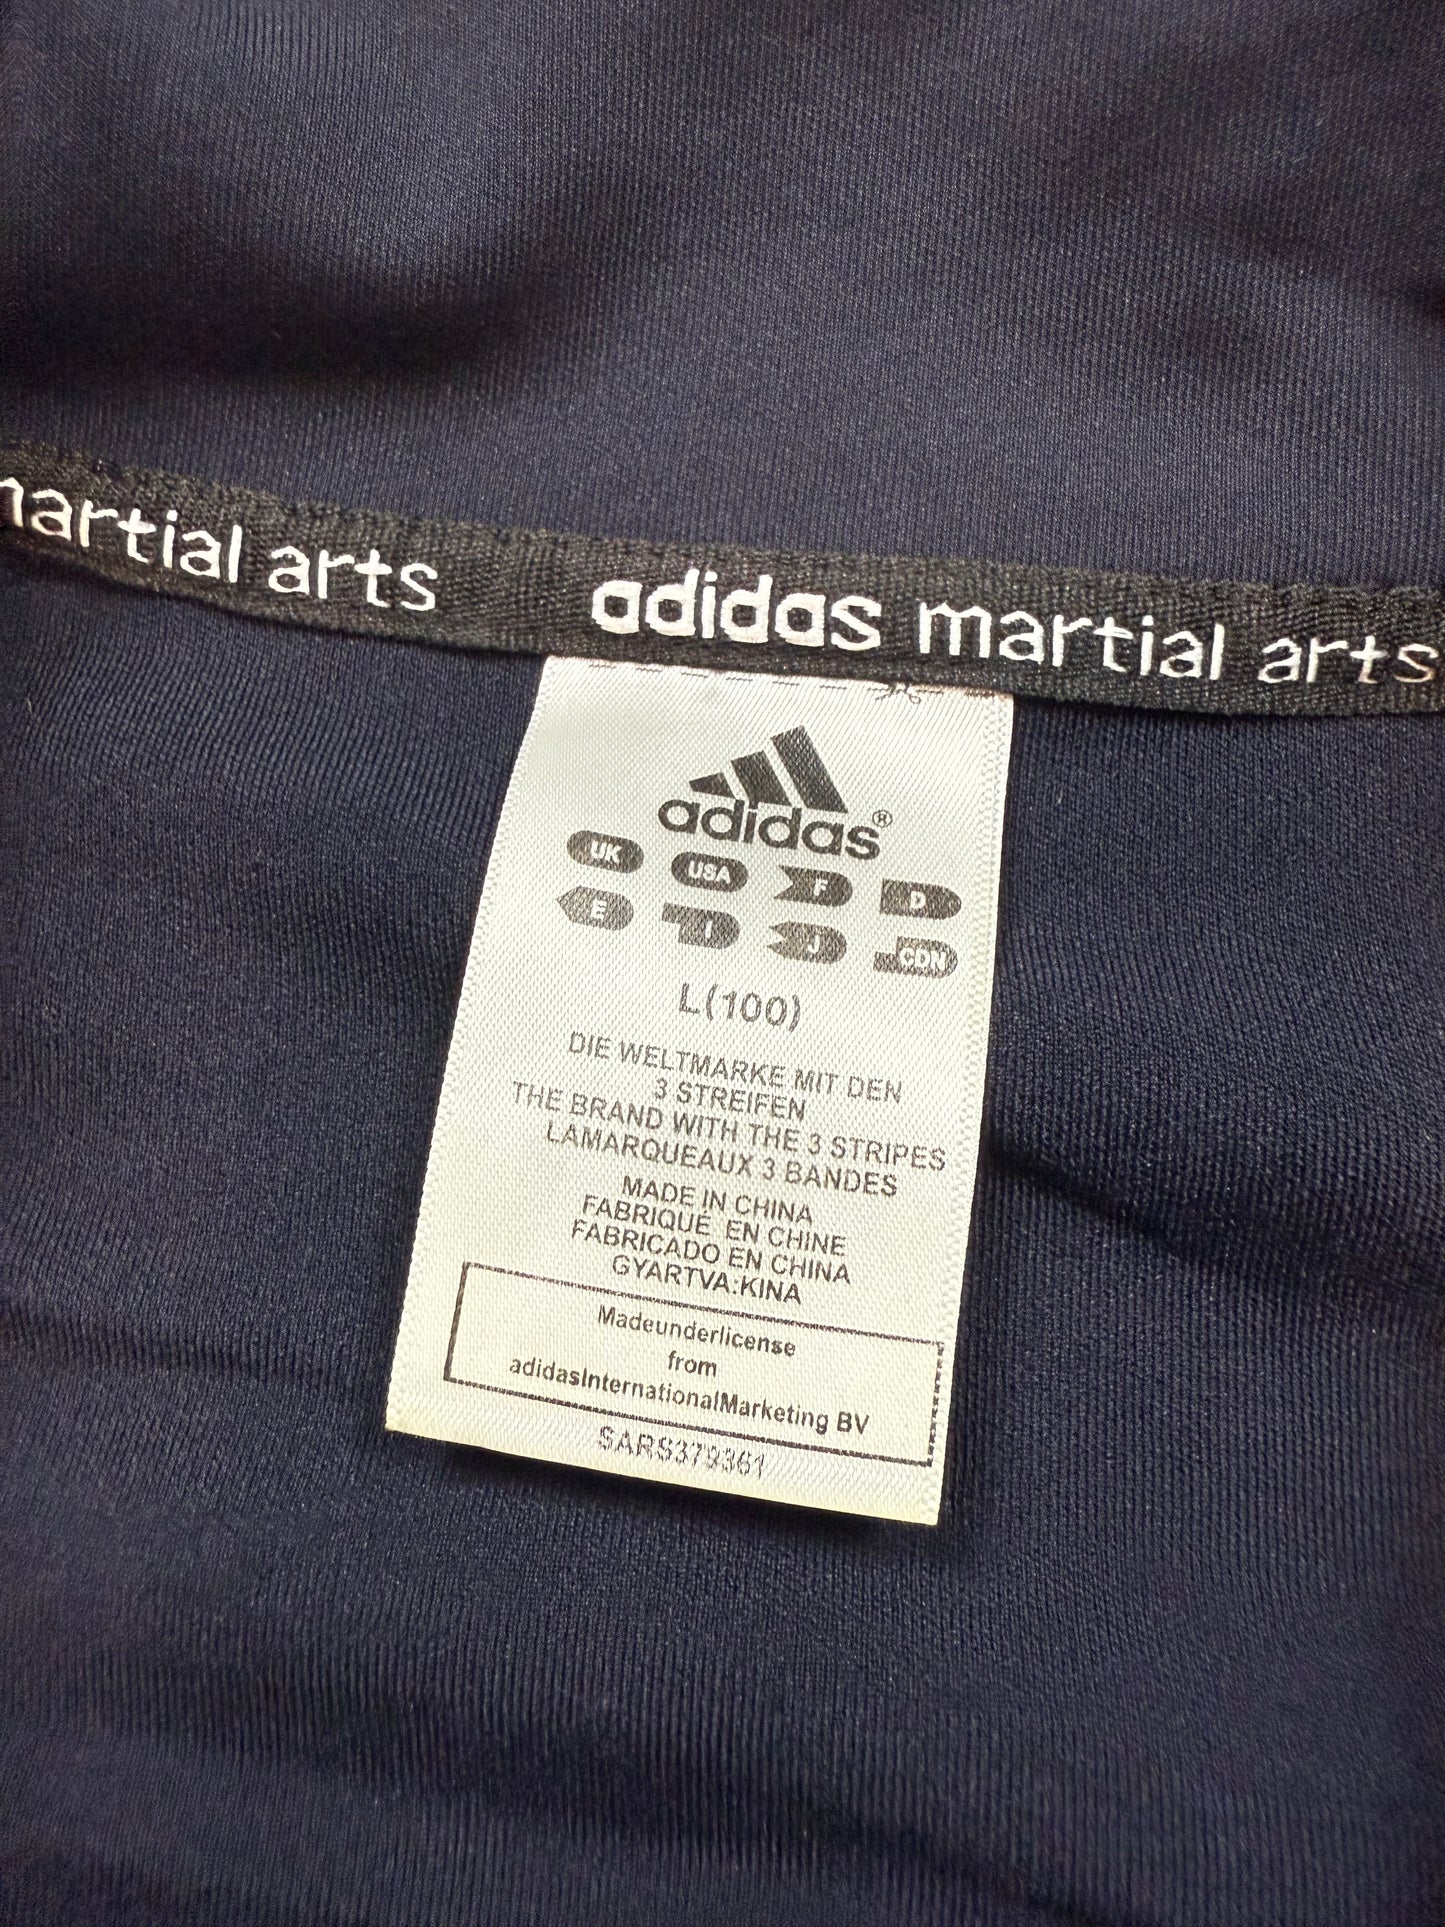 martial arts adidas martial arts
adidas®
UK USA F D
E I J CDN
L(100)
DIE WELTMARKE MIT DEN
3 STREIFEN
THE BRAND WITH THE 3 STRIPES
LAMARQUEAUX 3 BANDES
MADE IN CHINA
FABRIQUÉ EN CHINE
FABRICADO EN CHINA
GYARTVA:KINA
Madeunderlicense
from
adidasInternationalMarketing BV
SARS379361